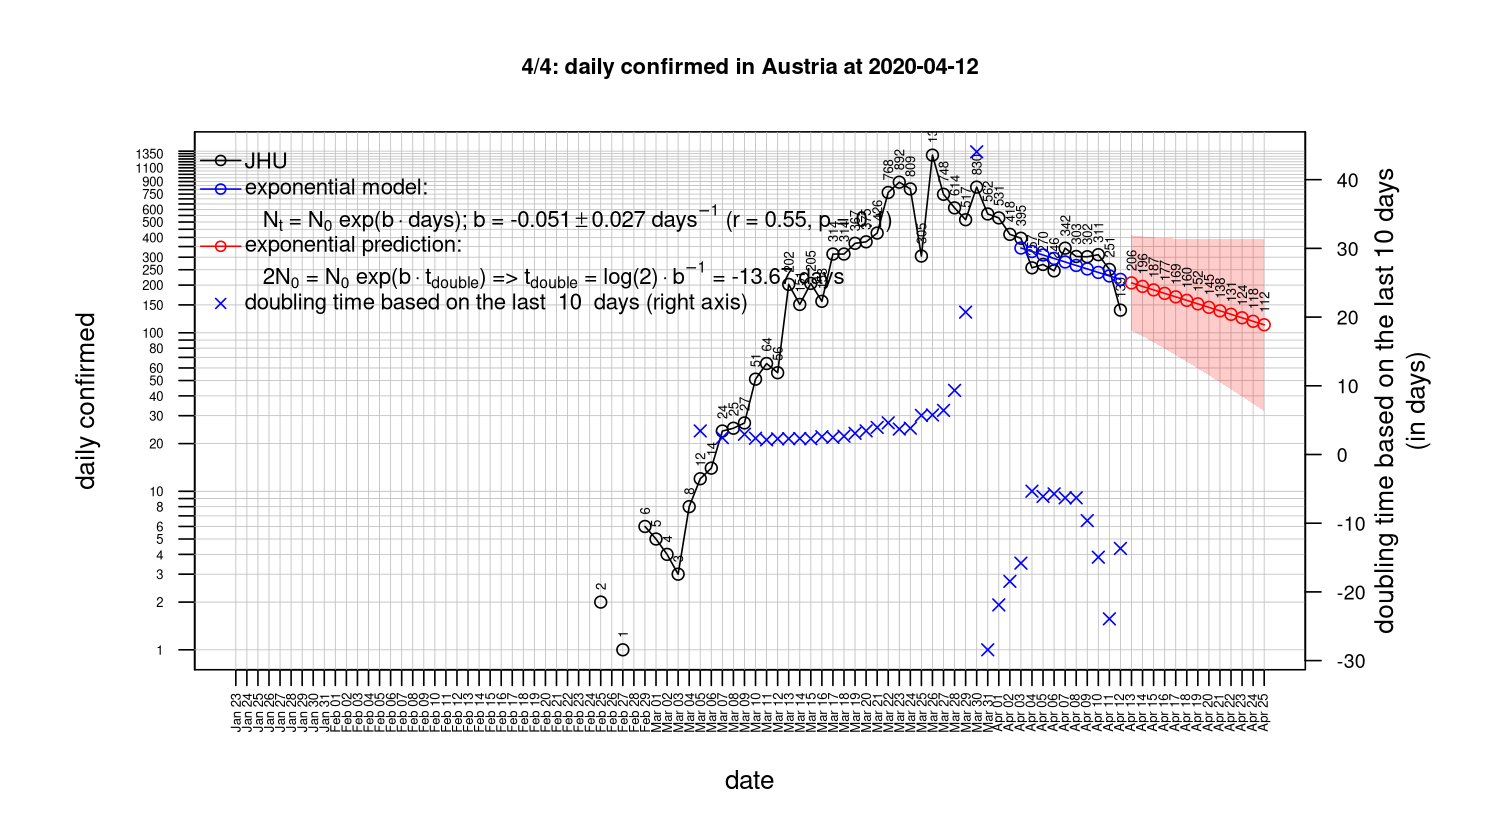 4/4: daily confirmed in Austria at 2020-04-12
JHU
exponential model:
Nt = N0 exp(b · days); b = -0.051 ± 0.027 days−1 (r = 0.55, p
exponential prediction:
2N0 = N0 exp(b · tdouble) => tdouble = log(2) · b−1 = -13.67 days
doubling time based on the last 10 days (right axis)
daily confirmed
1350
1100
900
750
600
500
400
300
250
200
150
100
80
60
50
40
30
20
10
8
6
5
4
3
2
1
2
1
6
5
4
3
8
12
14
24
25
27
51
64
56
202
205
314
314
426
768
892
809
305
748
614
517
830
562
531
418
395
270
342
303
302
311
251
206
196
187
177
169
160
152
145
138
131
124
118
112
40
30
20
10
0
-10
-20
-30
doubling time based on the last 10 days
(in days)
Jan 23
Jan 24
Jan 25
Jan 26
Jan 27
Jan 28
Jan 29
Jan 30
Jan 31
Feb 01
Feb 02
Feb 03
Feb 04
Feb 05
Feb 06
Feb 07
Feb 08
Feb 09
Feb 10
Feb 11
Feb 12
Feb 13
Feb 14
Feb 15
Feb 16
Feb 17
Feb 18
Feb 19
Feb 20
Feb 21
Feb 22
Feb 23
Feb 24
Feb 25
Feb 26
Feb 27
Feb 28
Feb 29
Mar 01
Mar 02
Mar 03
Mar 04
Mar 05
Mar 06
Mar 07
Mar 08
Mar 09
Mar 10
Mar 11
Mar 12
Mar 13
Mar 14
Mar 15
Mar 16
Mar 17
Mar 18
Mar 19
Mar 20
Mar 21
Mar 22
Mar 23
Mar 24
Mar 25
Mar 26
Mar 27
Mar 28
Mar 29
Mar 30
Mar 31
Apr 01
Apr 02
Apr 03
Apr 04
Apr 05
Apr 06
Apr 07
Apr 08
Apr 09
Apr 10
Apr 11
Apr 12
Apr 13
Apr 14
Apr 15
Apr 16
Apr 17
Apr 18
Apr 19
Apr 20
Apr 21
Apr 22
Apr 23
Apr 24
Apr 25
date